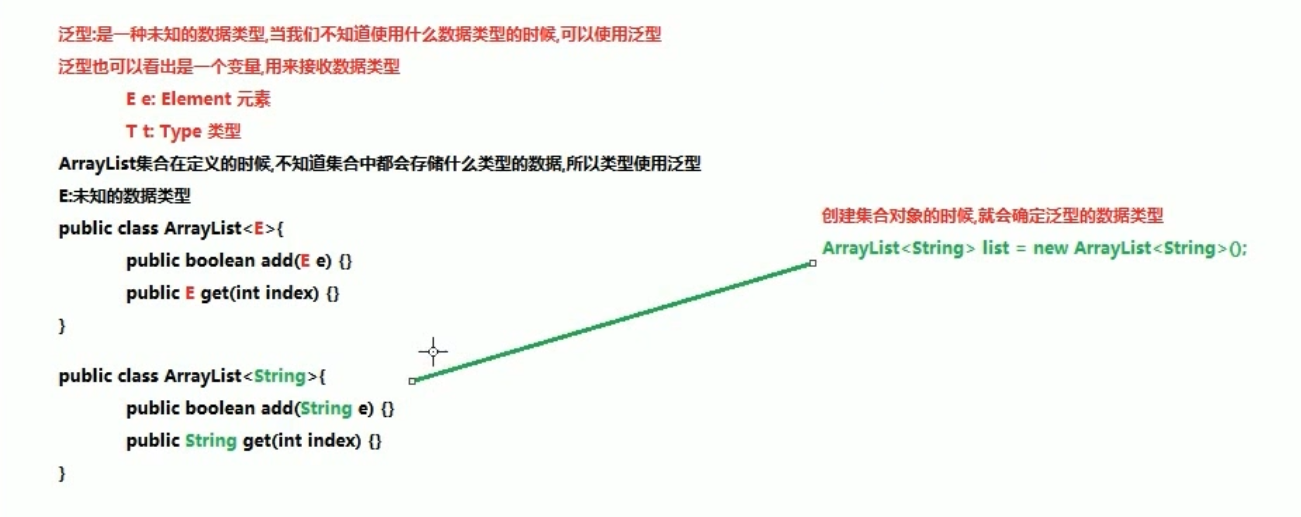 泛型:是一种未知的数据类型,当我们不知道使用什么数据类型的时候,可以使用泛型
泛型也可以看出是一个变量,用来接收数据类型
E e: Element 元素
T t: Type 类型
ArrayList集合在定义的时候,不知道集合中都会存储什么类型的数据,所以类型使用泛型
E:未知的数据类型
public class ArrayList<E>{
public boolean add(E e) {}
public E get(int index) {}
}
public class ArrayList<String>{
public boolean add(String e) {}
public String get(int index) {}
}
创建集合对象的时候,就会确定泛型的数据类型
ArrayList<String> list = new ArrayList<String>();